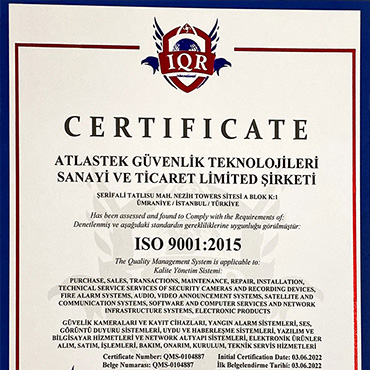 IQR
International
CERTIFICATE
ATLASTEK GÜVENLİK TEKNOLOJİLERİ
SANAYİ VE TİCARET LİMİTED ŞİRKETİ
ŞERİFALİ TATLISU MAH. NEZİH TOWERS SİTESİ A BLOK K:1
ÜMRANİYE / İSTANBUL / TÜRKİYE
Has been assessed and found to Comply with the Requirements of:
Denetlenmiş ve aşağıdaki standardın gerekliliklerine uygunluğu görülmüştür:
ISO 9001:2015
The Quality Management System is applicable to:
Kalite Yönetim Sistemi:
PURCHASE, SALES, TRANSACTIONS, MAINTENANCE, REPAIR, INSTALLATION,
TECHNICAL SERVICE SERVICES OF SECURITY CAMERAS AND RECORDING DEVICES,
FIRE ALARM SYSTEMS, AUDIO, VIDEO ANNOUNCEMENT SYSTEMS, SATELLITE AND
COMMUNICATION SYSTEMS, SOFTWARE AND COMPUTER SERVICES AND NETWORK
INFRASTRUCTURE SYSTEMS, ELECTRONIC PRODUCTS
GÜVENLİK KAMERALARI VE KAYIT CİHAZLARI, YANGIN ALARM SİSTEMLERİ, SES,
GÖRÜNTÜ DUYURU SİSTEMLERİ, UYDU VE HABERLEŞME SİSTEMLERİ, YAZILIM VE
BİLGİSAYAR HİZMETLERİ VE NETWORK ALTYAPI SİSTEMLERİ, ELEKTRONİK ÜRÜNLER
ALIM, SATIM, İŞLEMLERİ, BAKIM, ONARIM, KURULUM, TEKNİK SERVİS HİZMETLERİ
Certificate Number: QMS-0104887 Initial Certification Date: 03.06.2022
Belge Numarası: QMS-0104887 İlk Belgelendirme Tarihi: 03.06.2022